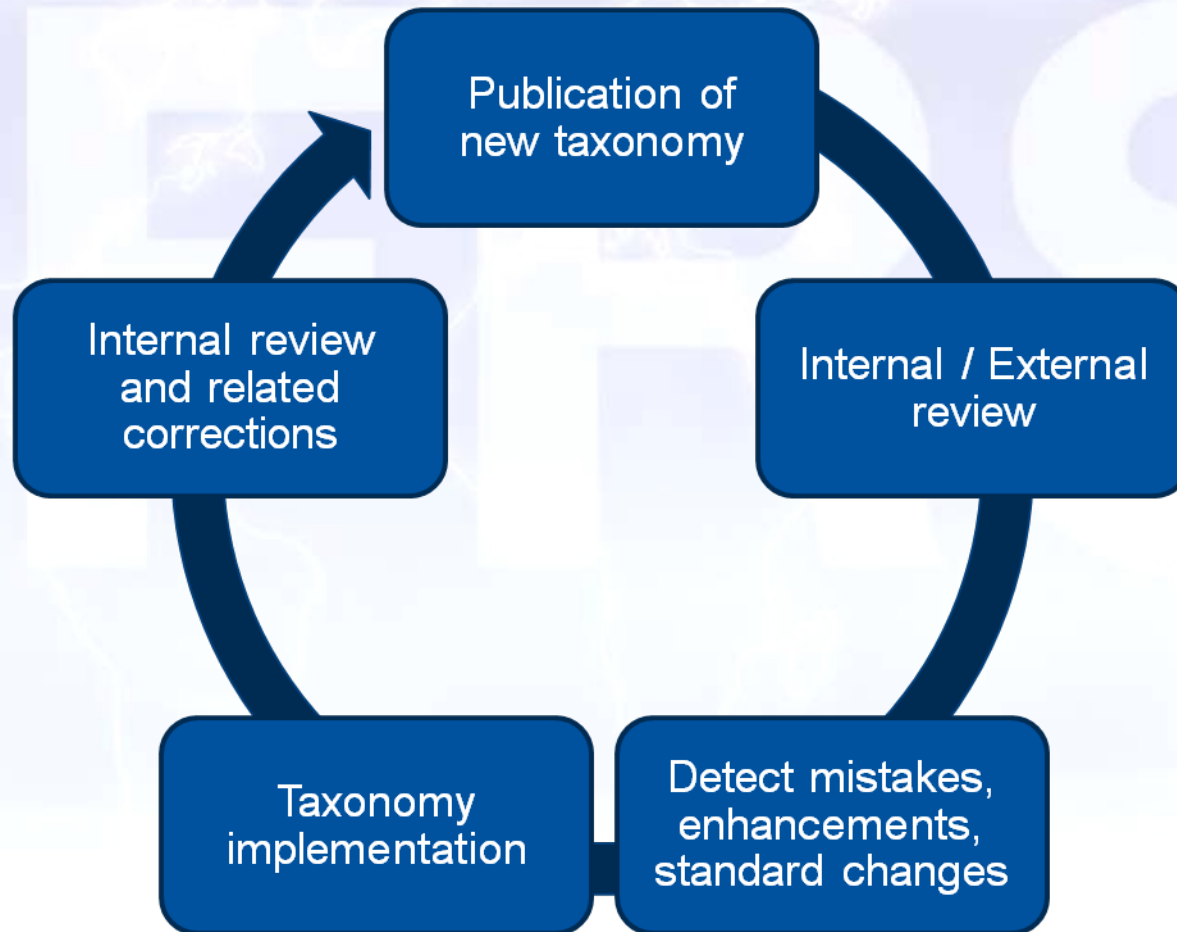 Publication of
new taxonomy
Internal / External
review
Detect mistakes,
enhancements,
standard changes
Taxonomy
implementation
Internal review
and related
corrections